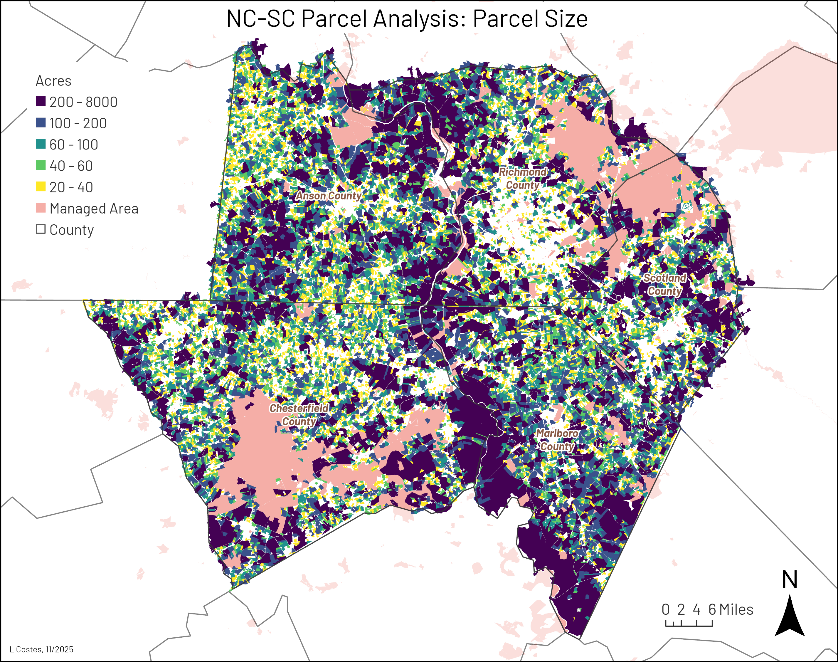 NC-SC Parcel Analysis: Parcel Size
Acres
200 - 8000
100 - 200
60 - 100
40 - 60
20 - 40
Managed Area
County
Anson County
Richmond
County
Scotland
County
Chesterfield
County
Marlboro
County
N
0 2 4 6 Miles
L Costes, 11/2025